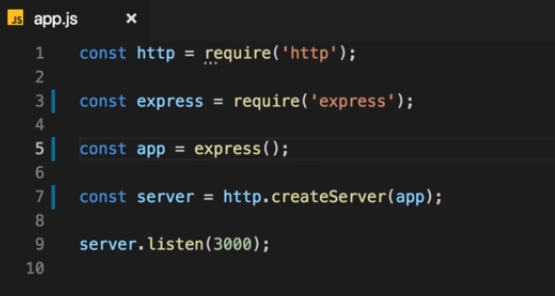 JS app.js ×
1 const http = require('http');
2
3 const express = require('express');
4
5 const app = express();
6
7 const server = http.createServer(app);
8
9 server.listen(3000);
10